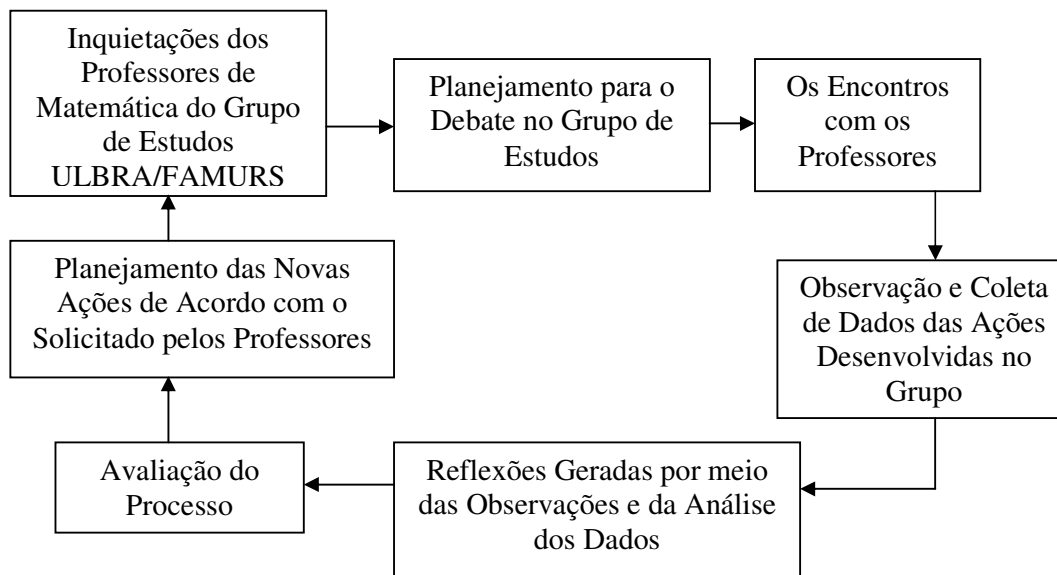 Inquietações dos
Professores de
Matemática do Grupo
de Estudos
ULBRA/FAMURS
Planejamento para o
Debate no Grupo de
Estudos
Os Encontros
com os
Professores
Observação e Coleta
de Dados das Ações
Desenvolvidas no
Grupo
Reflexões Geradas por meio
das Observações e da Análise
dos Dados
Avaliação do
Processo
Planejamento das Novas
Ações de Acordo com o
Solicitado pelos Professores